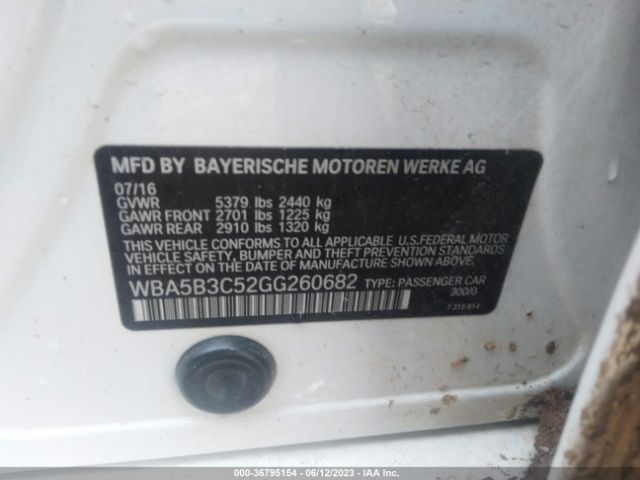 MFD BY BAYERISCHE MOTOREN WERKE AG
07/16
GVWR 5379 lbs 2440 kg
GAWR FRONT 2701 lbs 1225 kg
GAWR REAR 2910 lbs 1320 kg
THIS VEHICLE CONFORMS TO ALL APPLICABLE U.S.FEDERAL MOTOR
VEHICLE SAFETY, BUMPER, AND THEFT PREVENTION STANDARDS
IN EFFECT ON THE DATE OF MANUFACTURE SHOWN ABOVE.
WBA5B3C52GG260682 TYPE: PASSENGER CAR
300/0
7 315 814
000-36795154 - 06/12/2023 - IAA Inc.